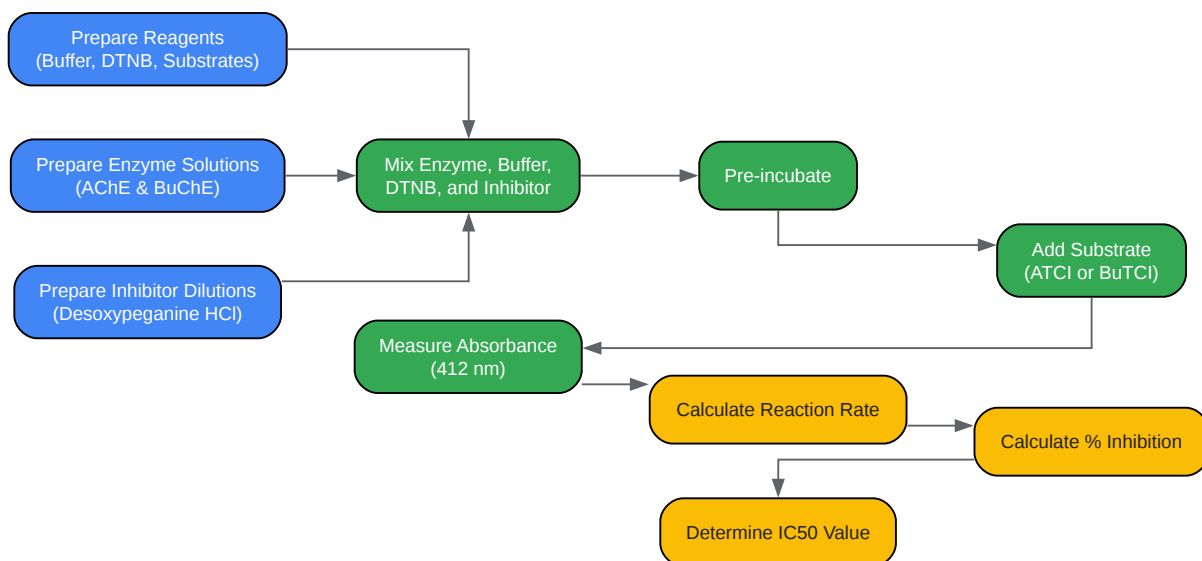 Prepare Reagents
(Buffer, DTNB, Substrates)
Prepare Enzyme Solutions
(AChE & BuChE)
Prepare Inhibitor Dilutions
(Desoxypeganine HCl)
Mix Enzyme, Buffer,
DTNB, and Inhibitor
Pre-incubate
Add Substrate
(ATCI or BuTCI)
Measure Absorbance
(412 nm)
Calculate Reaction Rate
Calculate % Inhibition
Determine IC50 Value